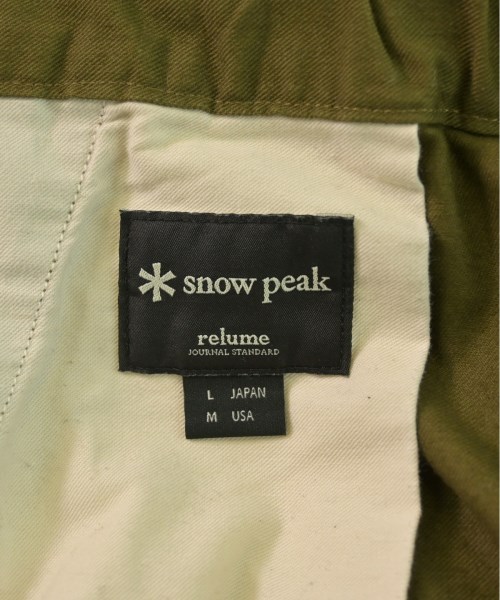 snow peak
relume
JOURNAL STANDARD
L JAPAN
M USA